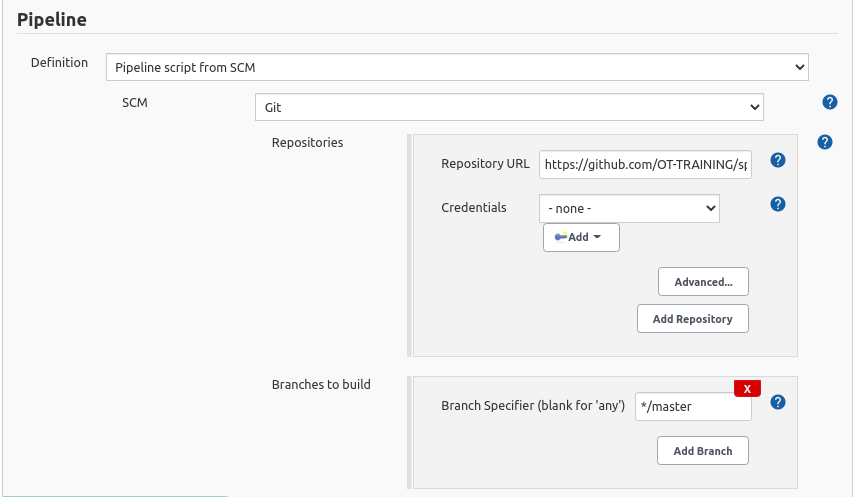 Pipeline
Definition
Pipeline script from SCM
SCM
Git
?
Repositories
?
Repository URL
https://github.com/OT-TRAINING/sp
?
Credentials
- none -
?
Add
Advanced...
Add Repository
Branches to build
X
Branch Specifier (blank for 'any')
*/master
?
Add Branch